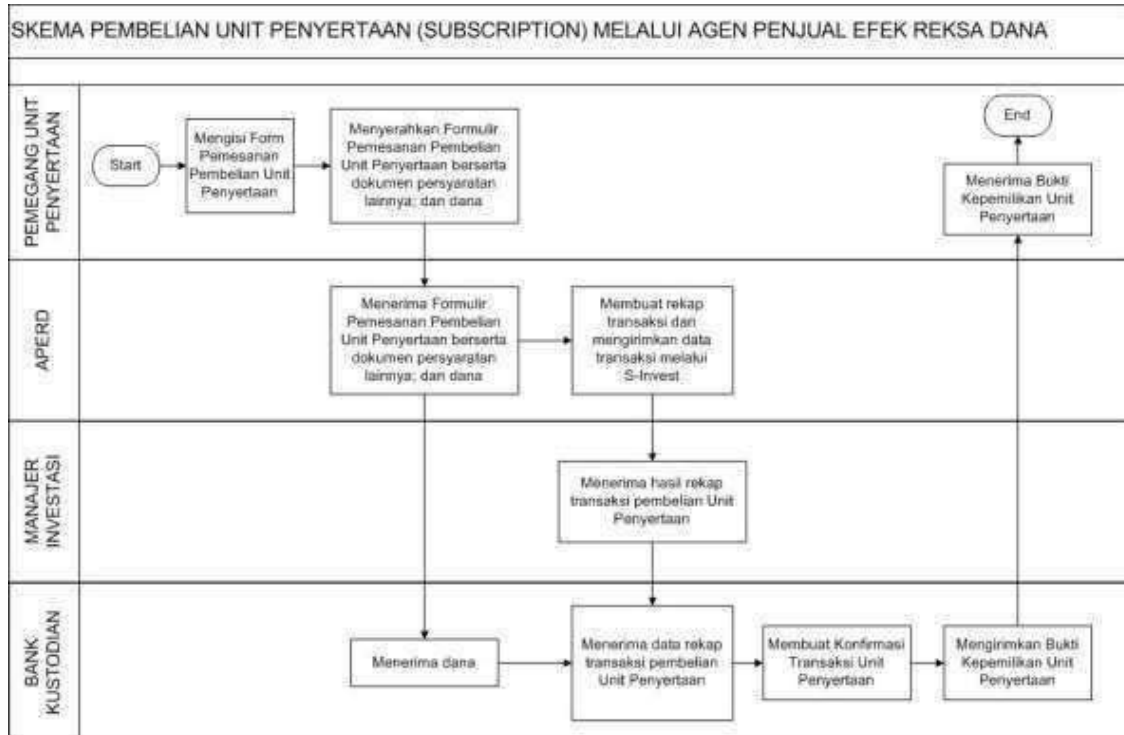 SKEMA PEMBELIAN UNIT PENYERTAAN (SUBSCRIPTION) MELALUI AGEN PENJUAL EFEK REKSA DANA
PEMEGANG UNIT
PENYERTAAN
Start
Mengisi Form
Pemesanan
Pembelian Unit
Penyertaan
Menyerahkan Formulir
Pemesanan Pembelian
Unit Penyertaan berserta
dokumen persyaratan
lainnya; dan dana
End
Menerima Bukti
Kepemilikan Unit
Penyertaan
APERD
Menerima Formulir
Pemesanan Pembelian
Unit Penyertaan berserta
dokumen persyaratan
lainnya; dan dana
Membuat rekap
transaksi dan
mengirimkan data
transaksi melalui
S-Invest
MANAJER
INVESTASI
Menerima hasil rekap
transaksi pembelian Unit
Penyertaan
BANK
KUSTODIAN
Menerima dana
Menerima data rekap
transaksi pembelian
Unit Penyertaan
Membuat Konfirmasi
Transaksi Unit
Penyertaan
Mengirimkan Bukti
Kepemilikan Unit
Penyertaan